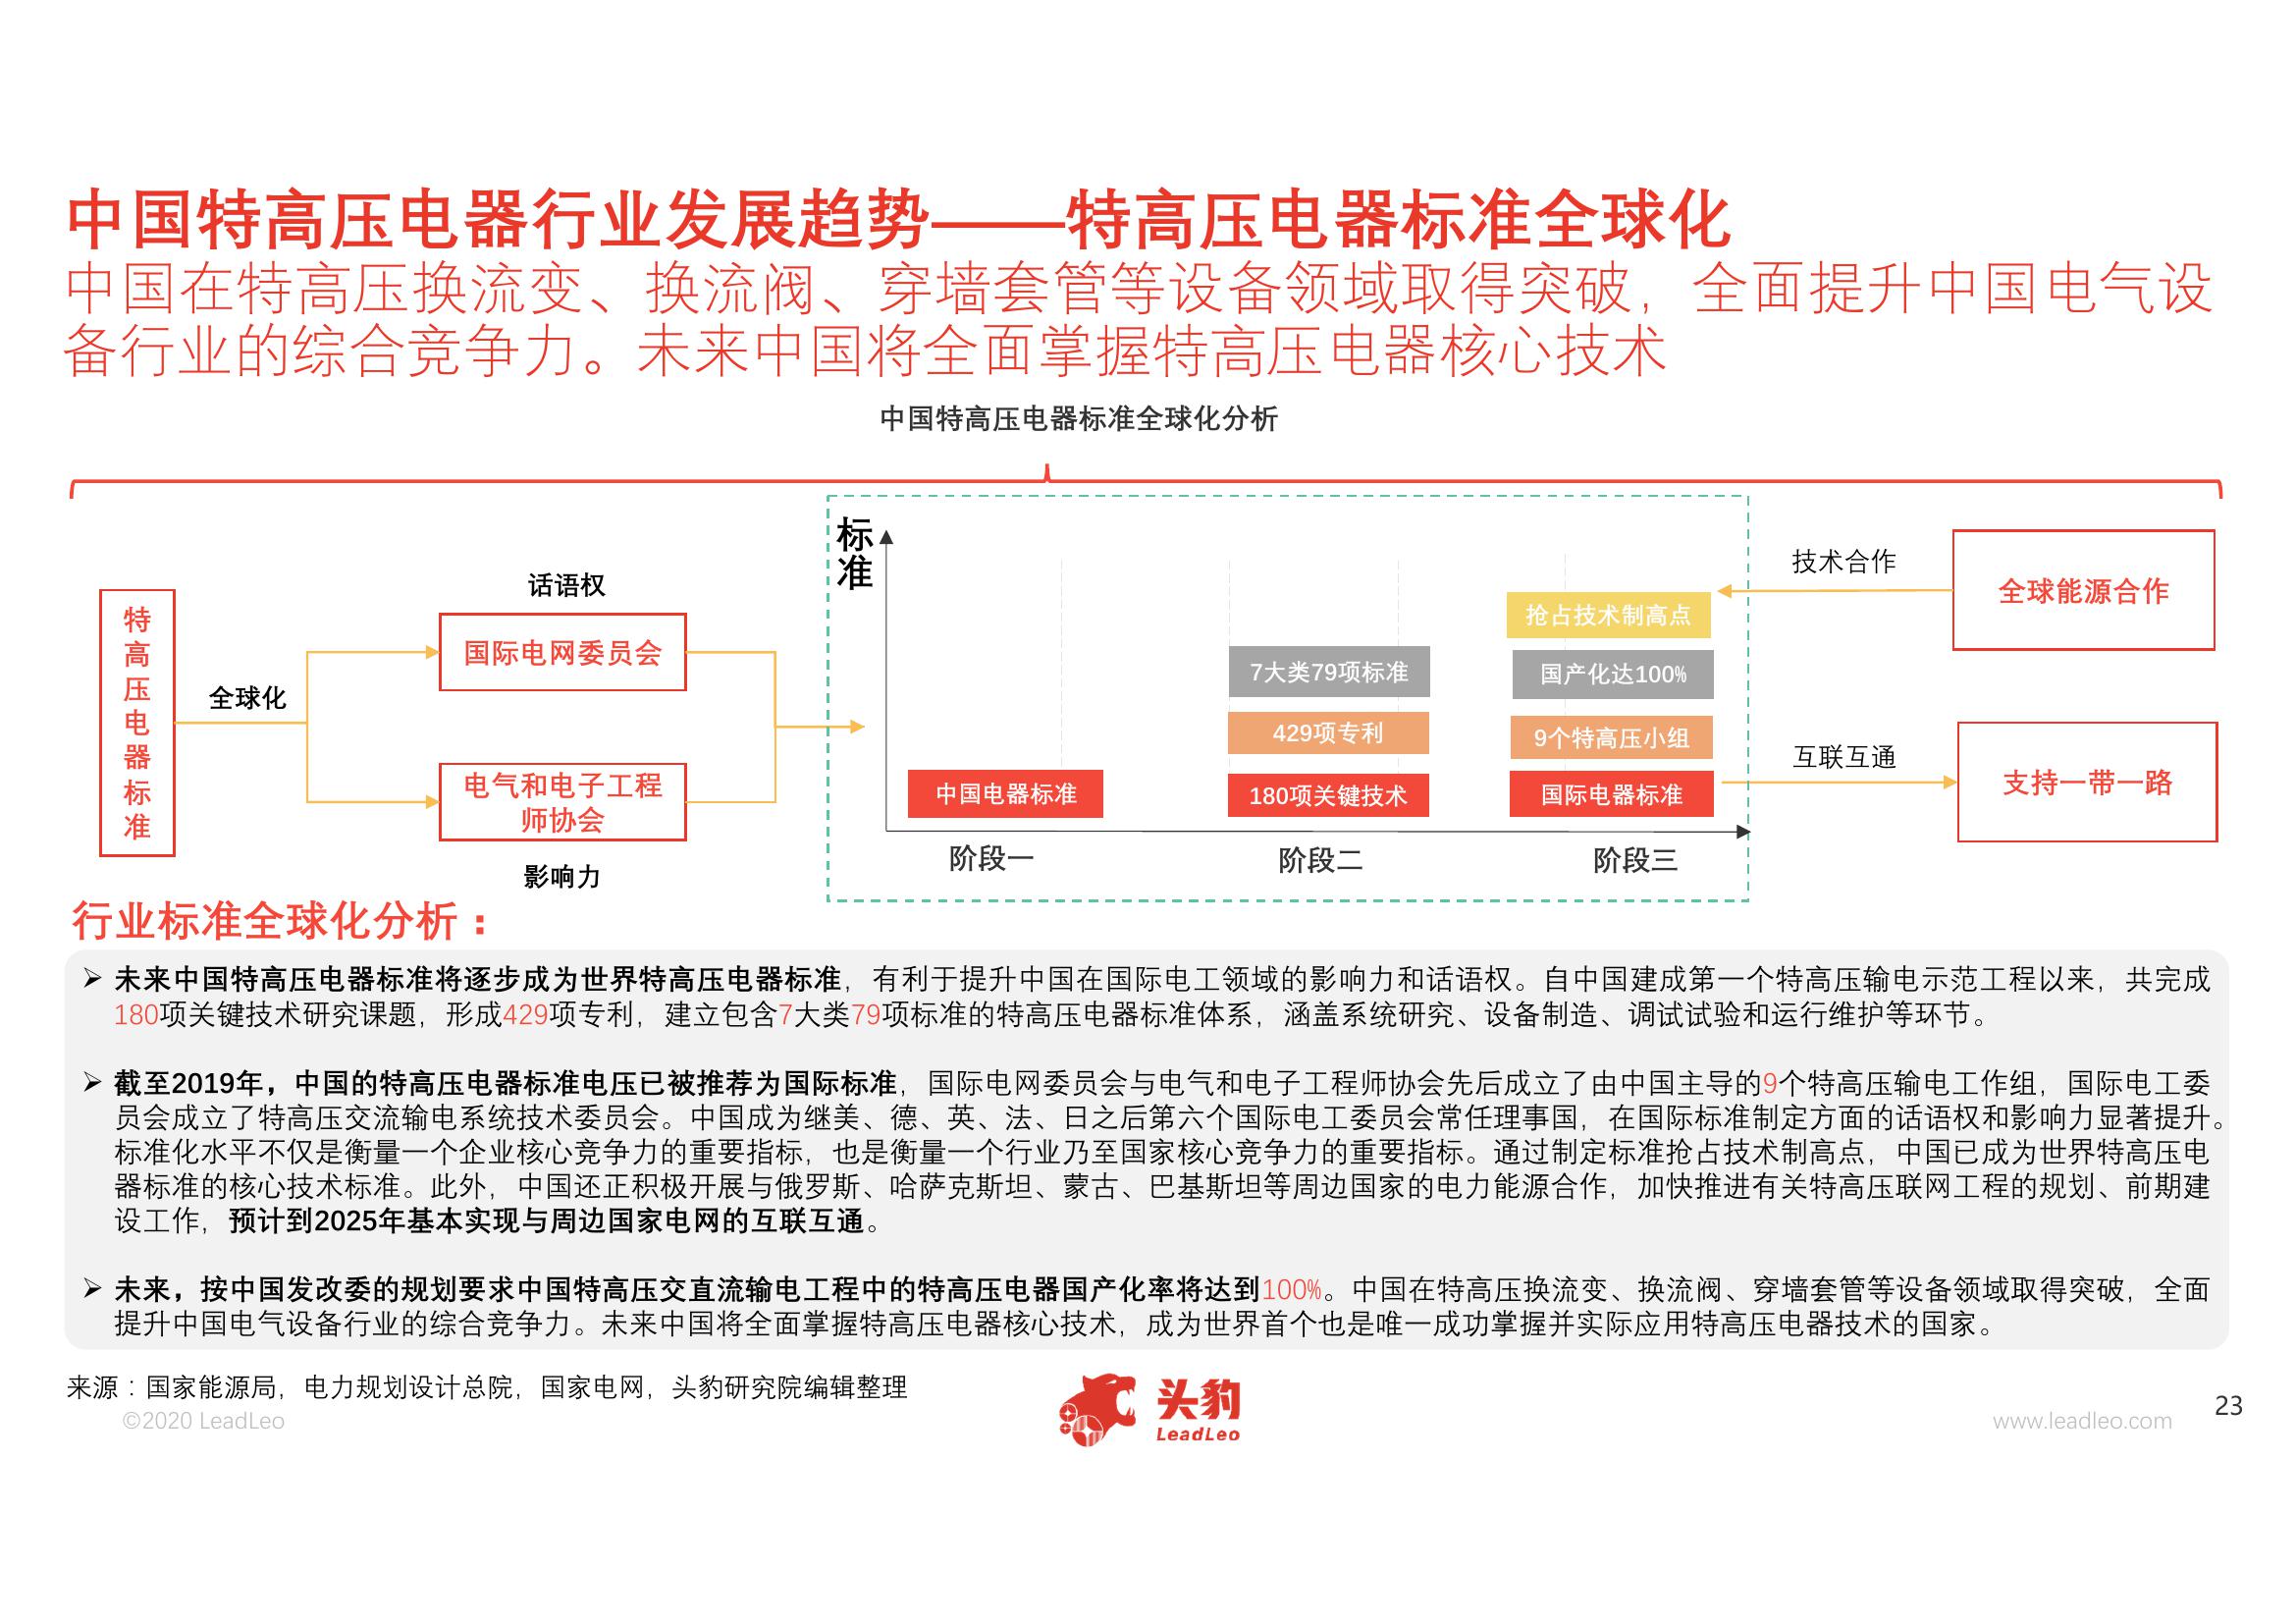 中国特高压电器行业发展趋势——特高压电器标准全球化
中国在特高压换流变、换流阀、穿墙套管等设备领域取得突破，全面提升中国电气设
备行业的综合竞争力。未来中国将全面掌握特高压电器核心技术
中国特高压电器标准全球化分析
特高压电器标准
全球化
话语权
国际电网委员会
电气和电子工程
师协会
影响力
标准
中国电器标准
7大类79项标准
429项专利
180项关键技术
抢占技术制高点
国产化达100%
9个特高压小组
国际电器标准
阶段一
阶段二
阶段三
技术合作
全球能源合作
互联互通
支持一带一路
行业标准全球化分析：
➢ 未来中国特高压电器标准将逐步成为世界特高压电器标准，有利于提升中国在国际电工领域的影响力和话语权。自中国建成第一个特高压输电示范工程以来，共完成
180项关键技术研究课题，形成429项专利，建立包含7大类79项标准的特高压电器标准体系，涵盖系统研究、设备制造、调试试验和运行维护等环节。
➢ 截至2019年，中国的特高压电器标准电压已被推荐为国际标准，国际电网委员会与电气和电子工程师协会先后成立了由中国主导的9个特高压输电工作组，国际电工委
员会成立了特高压交流输电系统技术委员会。中国成为继美、德、英、法、日之后第六个国际电工委员会常任理事国，在国际标准制定方面的话语权和影响力显著提升。
标准化水平不仅是衡量一个企业核心竞争力的重要指标，也是衡量一个行业乃至国家核心竞争力的重要指标。通过制定标准抢占技术制高点，中国已成为世界特高压电
器标准的核心技术标准。此外，中国还正积极开展与俄罗斯、哈萨克斯坦、蒙古、巴基斯坦等周边国家的电力能源合作，加快推进有关特高压联网工程的规划、前期建
设工作，预计到2025年基本实现与周边国家电网的互联互通。
➢ 未来，按中国发改委的规划要求中国特高压交直流输电工程中的特高压电器国产化率将达到100%。中国在特高压换流变、换流阀、穿墙套管等设备领域取得突破，全面
提升中国电气设备行业的综合竞争力。未来中国将全面掌握特高压电器核心技术，成为世界首个也是唯一成功掌握并实际应用特高压电器技术的国家。
来源：国家能源局，电力规划设计总院，国家电网，头豹研究院编辑整理
©2020 LeadLeo
头豹
LeadLeo
www.leadleo.com
23